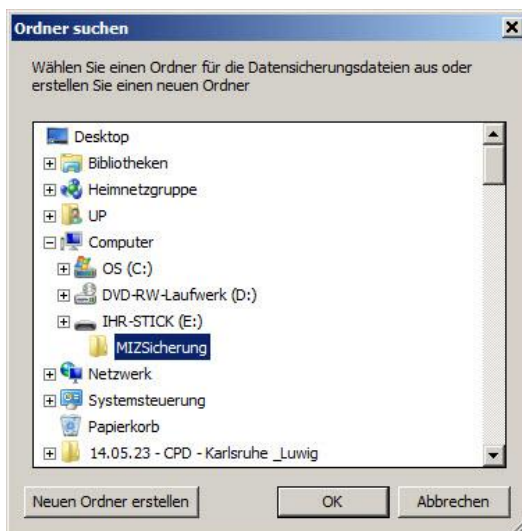 Ordner suchen
Wählen Sie einen Ordner für die Datensicherungsdateien aus oder
erstellen Sie einen neuen Ordner
Desktop
Bibliotheken
Heimnetzgruppe
UP
Computer
OS (C:)
DVD-RW-Laufwerk (D:)
IHR-STICK (E:)
MIZSicherung
Netzwerk
Systemsteuerung
Papierkorb
14.05.23 - CPD - Karlsruhe _Luwig
Neuen Ordner erstellen OK Abbrechen